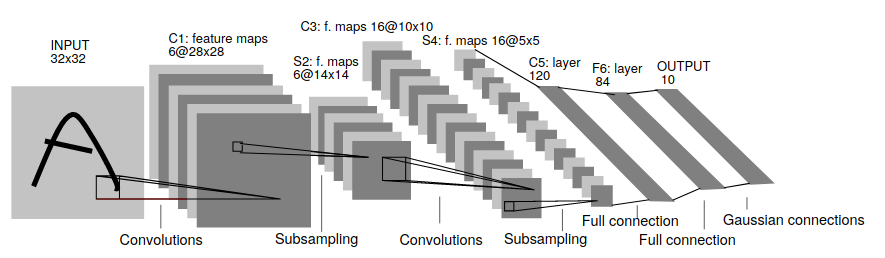 INPUT
32x32
C1: feature maps
6@28x28
C3: f. maps 16@10x10
S2: f. maps
6@14x14
S4: f. maps 16@5x5
C5: layer
120
F6: layer
84
OUTPUT
10
A
Convolutions
Subsampling
Convolutions
Subsampling
Full connection
Full connection
Gaussian connections